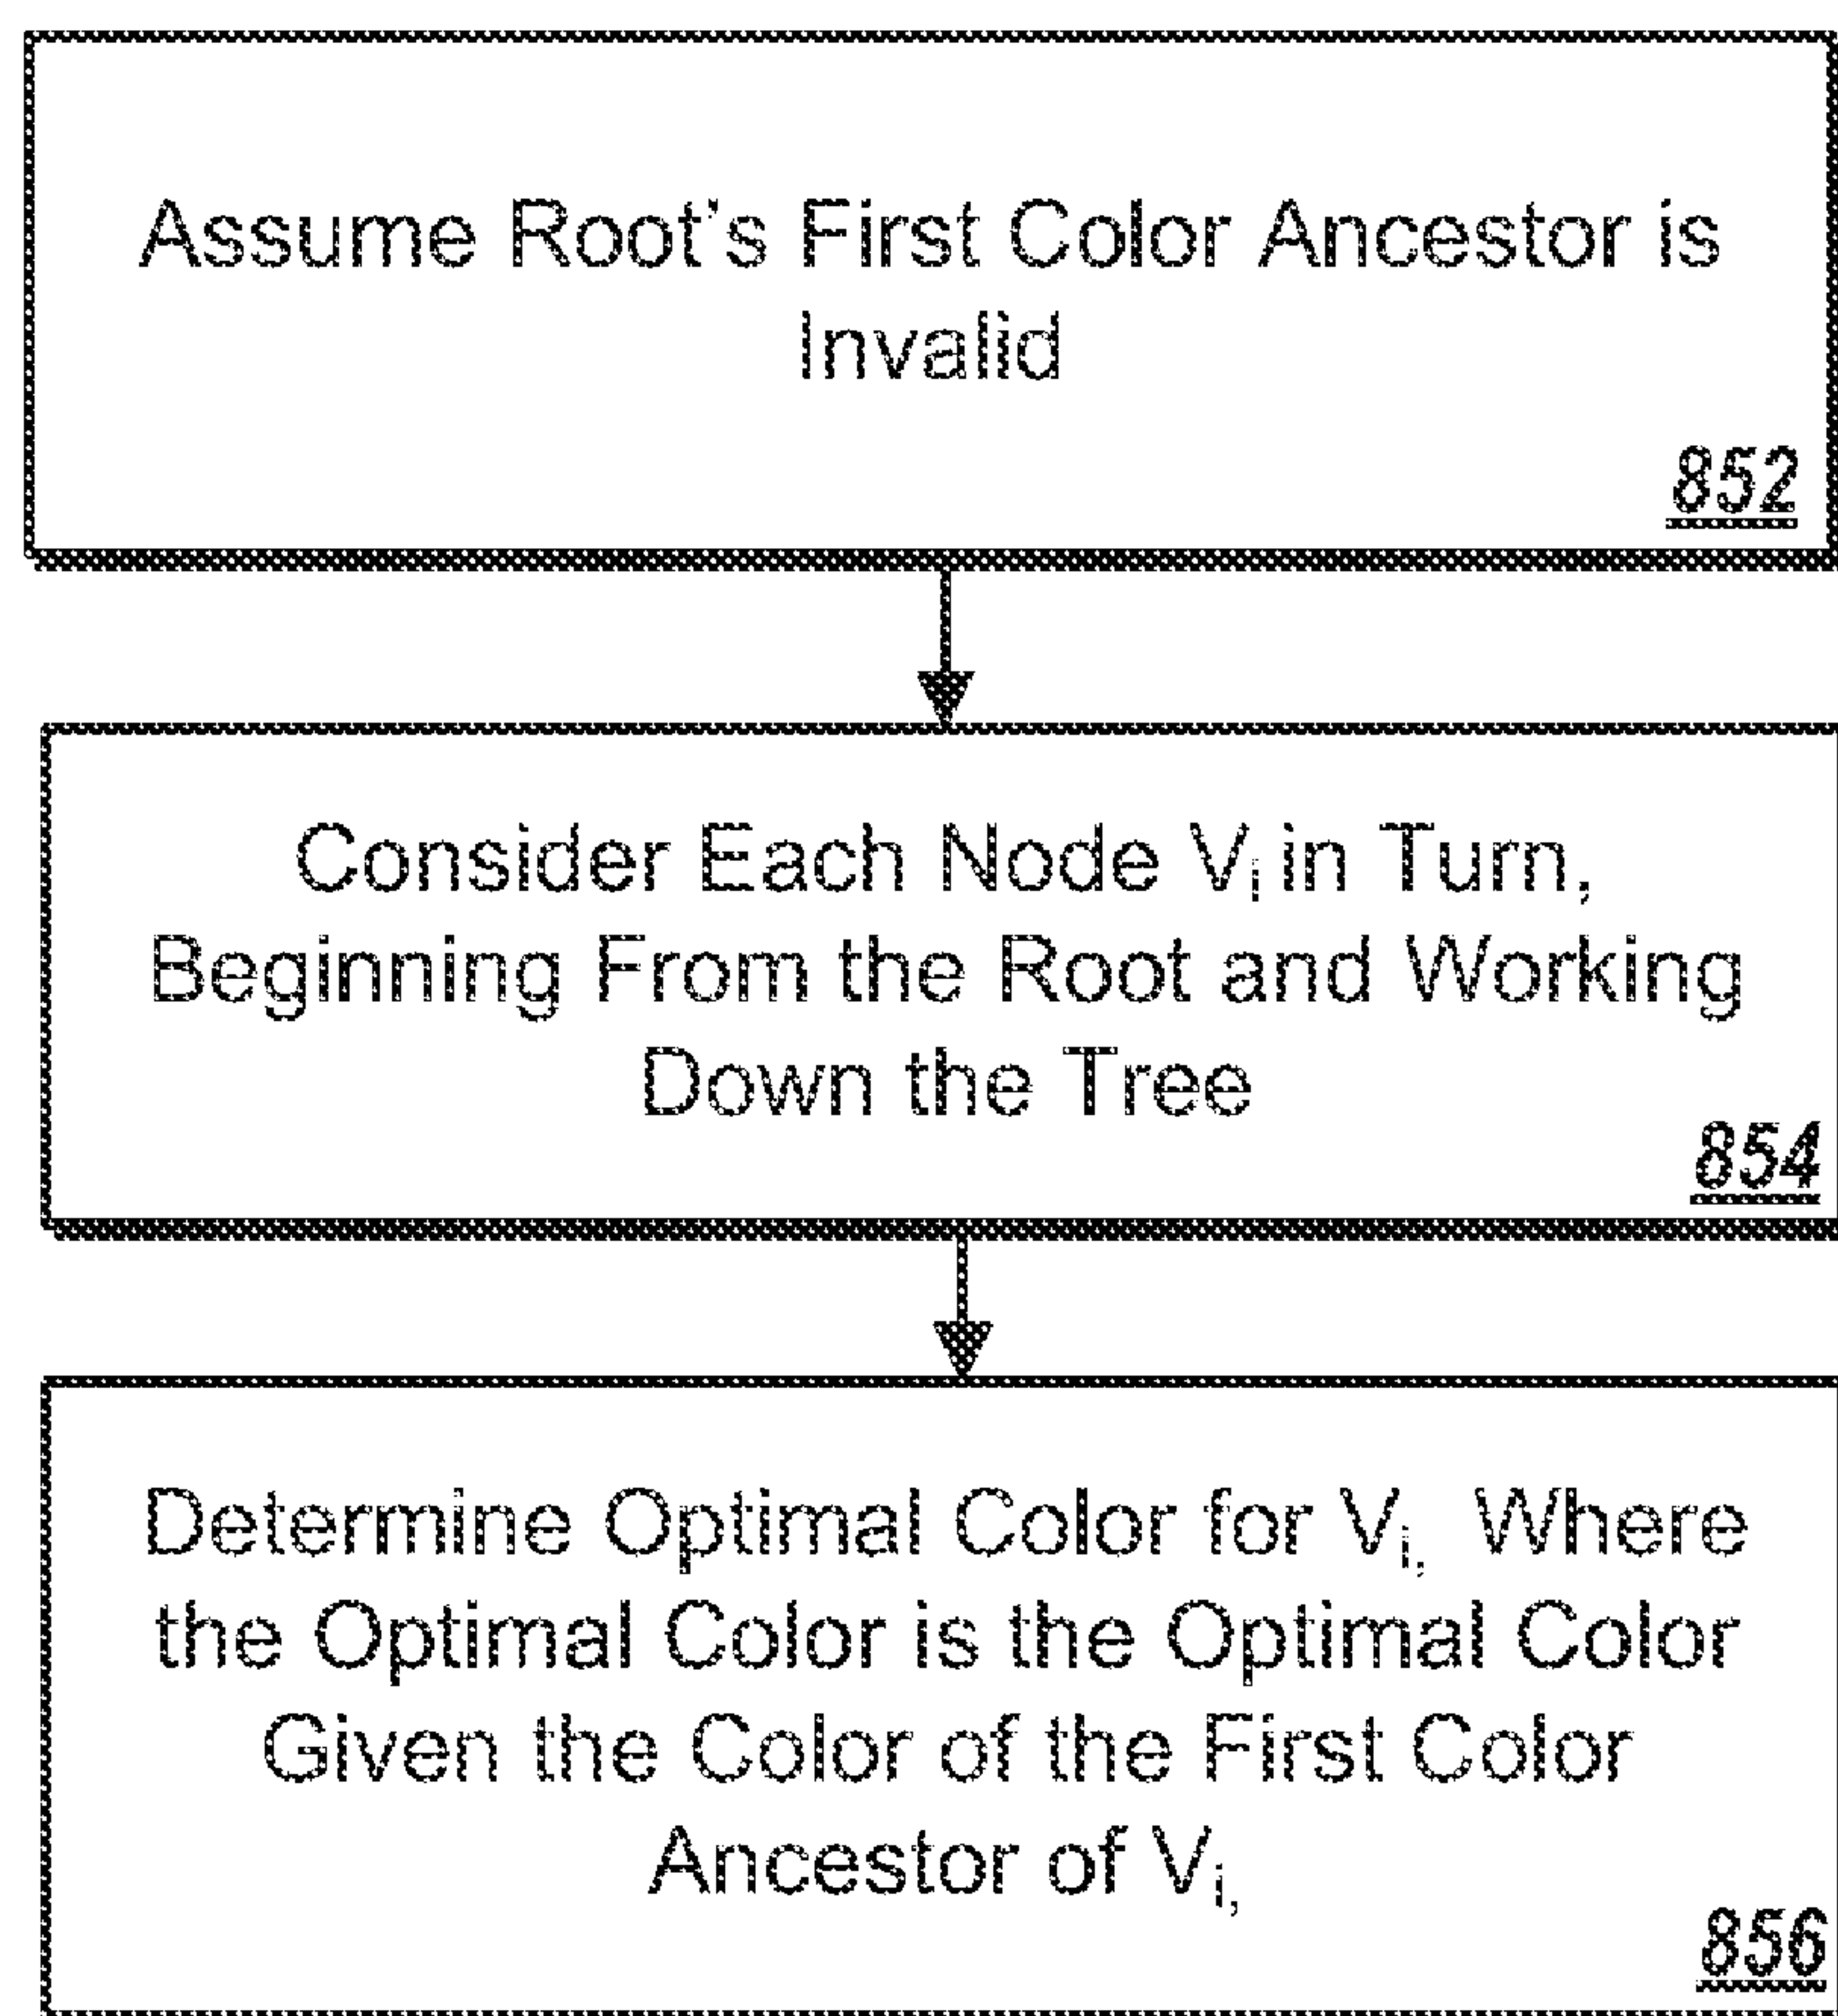 Assume Root's First Color Ancestor is
Invalid
852
Consider Each Node Vi in Turn,
Beginning From the Root and Working
Down the Tree
854
Determine Optimal Color for Vi, Where
the Optimal Color is the Optimal Color
Given the Color of the First Color
Ancestor of Vi,
856